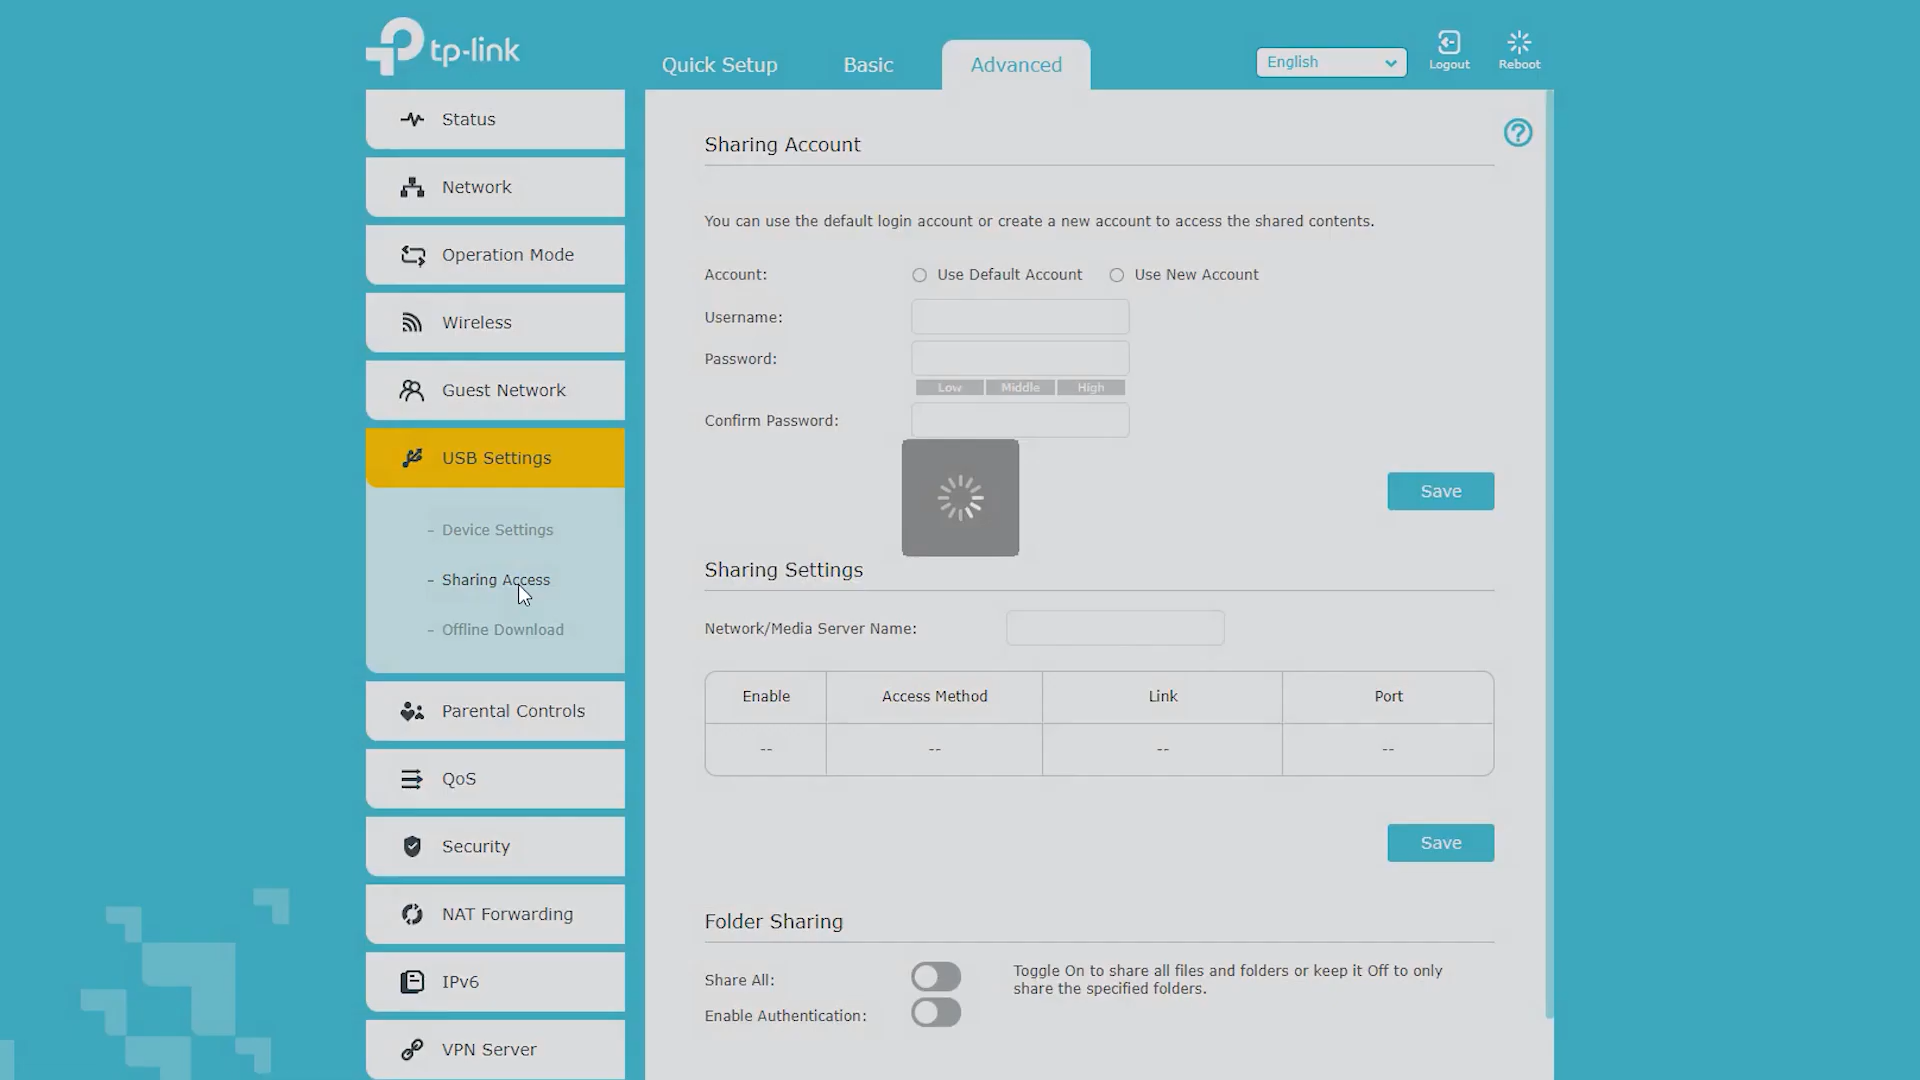 tp-link
Quick Setup
Basic
Advanced
English
Logout
Reboot
Status
Network
Operation Mode
Wireless
Guest Network
USB Settings
- Device Settings
- Sharing Access
- Offline Download
Parental Controls
QoS
Security
NAT Forwarding
IPv6
VPN Server
Sharing Account
You can use the default login account or create a new account to access the shared contents.
Account: Use Default Account Use New Account
Username:
Password:
Low Middle High
Confirm Password:
Save
Sharing Settings
Network/Media Server Name:
Enable Access Method Link Port
-- -- -- --
Save
Folder Sharing
Share All:
Toggle On to share all files and folders or keep it Off to only
share the specified folders.
Enable Authentication: